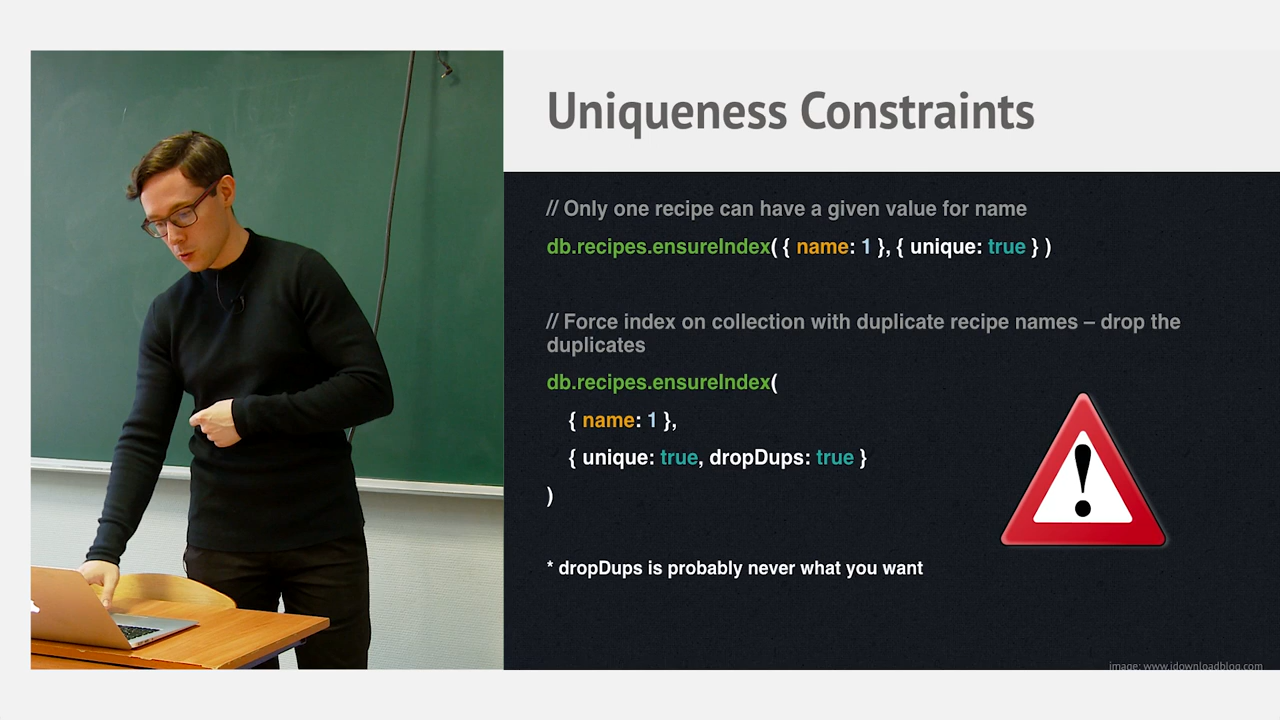 Uniqueness Constraints
// Only one recipe can have a given value for name
db.recipes.ensureIndex( { name: 1 }, { unique: true } )
// Force index on collection with duplicate recipe names – drop the
duplicates
db.recipes.ensureIndex(
{ name: 1 },
{ unique: true, dropDups: true }
)
!
* dropDups is probably never what you want
image: www.jdownloadblog.com